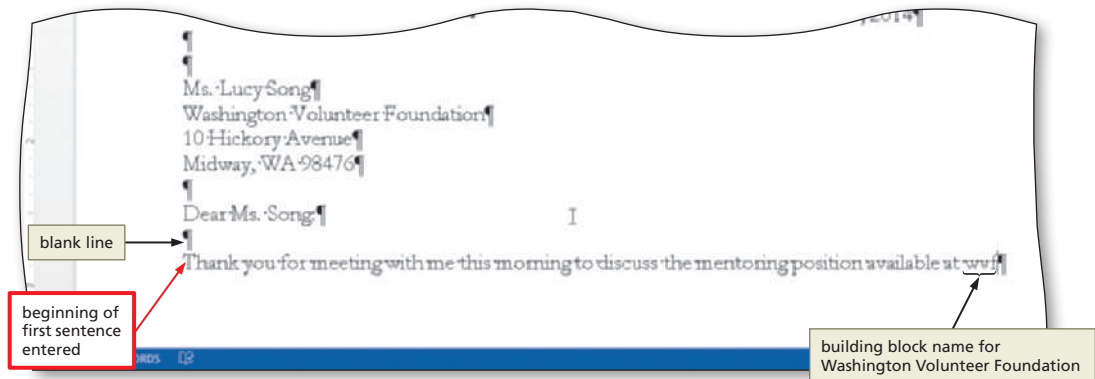 2014¶
¶
¶
Ms. Lucy Song¶
Washington Volunteer Foundation¶
10 Hickory Avenue¶
Midway, WA 98476¶
¶
Dear Ms. Song:¶
blank line
¶
Thank you for meeting with me this morning to discuss the mentoring position available at wvf¶
beginning of
first sentence
entered
building block name for
Washington Volunteer Foundation